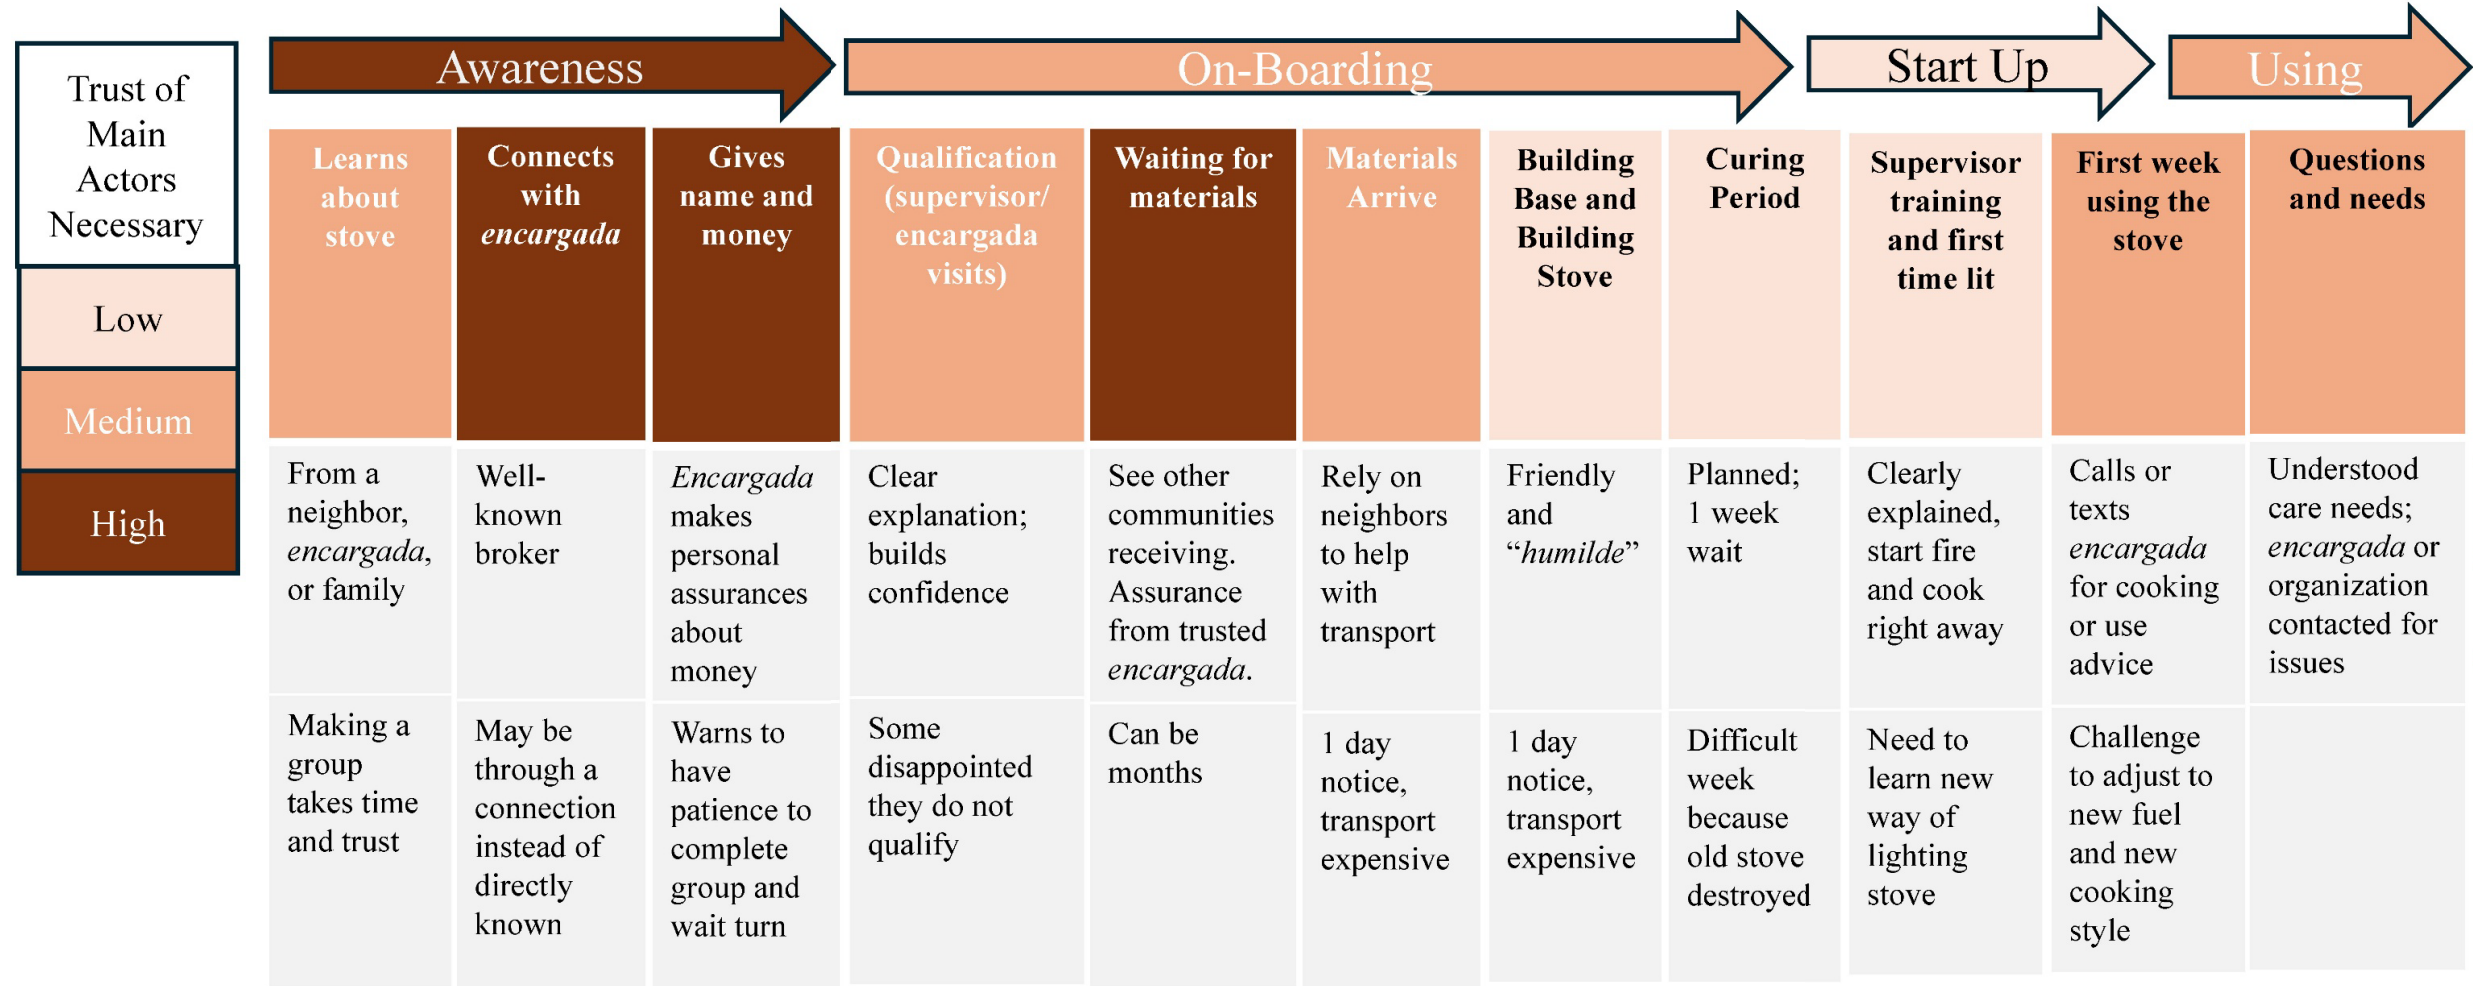 Trust of
Main
Actors
Necessary
Low
Medium
High
Awareness
On-Boarding
Start Up
Using
Learns
about
stove
Connects
with
encargada
Gives
name and
money
Qualification
(supervisor/
encargada
visits)
Waiting for
materials
Materials
Arrive
Building
Base and
Building
Stove
Curing
Period
Supervisor
training
and first
time lit
First week
using the
stove
Questions
and needs
From a
neighbor,
encargada,
or family
Well-
known
broker
Encargada
makes
personal
assurances
about
money
Clear
explanation;
builds
confidence
See other
communities
receiving.
Assurance
from trusted
encargada.
Rely on
neighbors
to help
with
transport
Friendly
and
“humilde”
Planned;
1 week
wait
Clearly
explained,
start fire
and cook
right away
Calls or
texts
encargada
for cooking
or use
advice
Understood
care needs;
encargada or
organization
contacted for
issues
Making a
group
takes time
and trust
May be
through a
connection
instead of
directly
known
Warns to
have
patience to
complete
group and
wait turn
Some
disappointed
they do not
qualify
Can be
months
1 day
notice,
transport
expensive
1 day
notice,
transport
expensive
Difficult
week
because
old stove
destroyed
Need to
learn new
way of
lighting
stove
Challenge
to adjust to
new fuel
and new
cooking
style